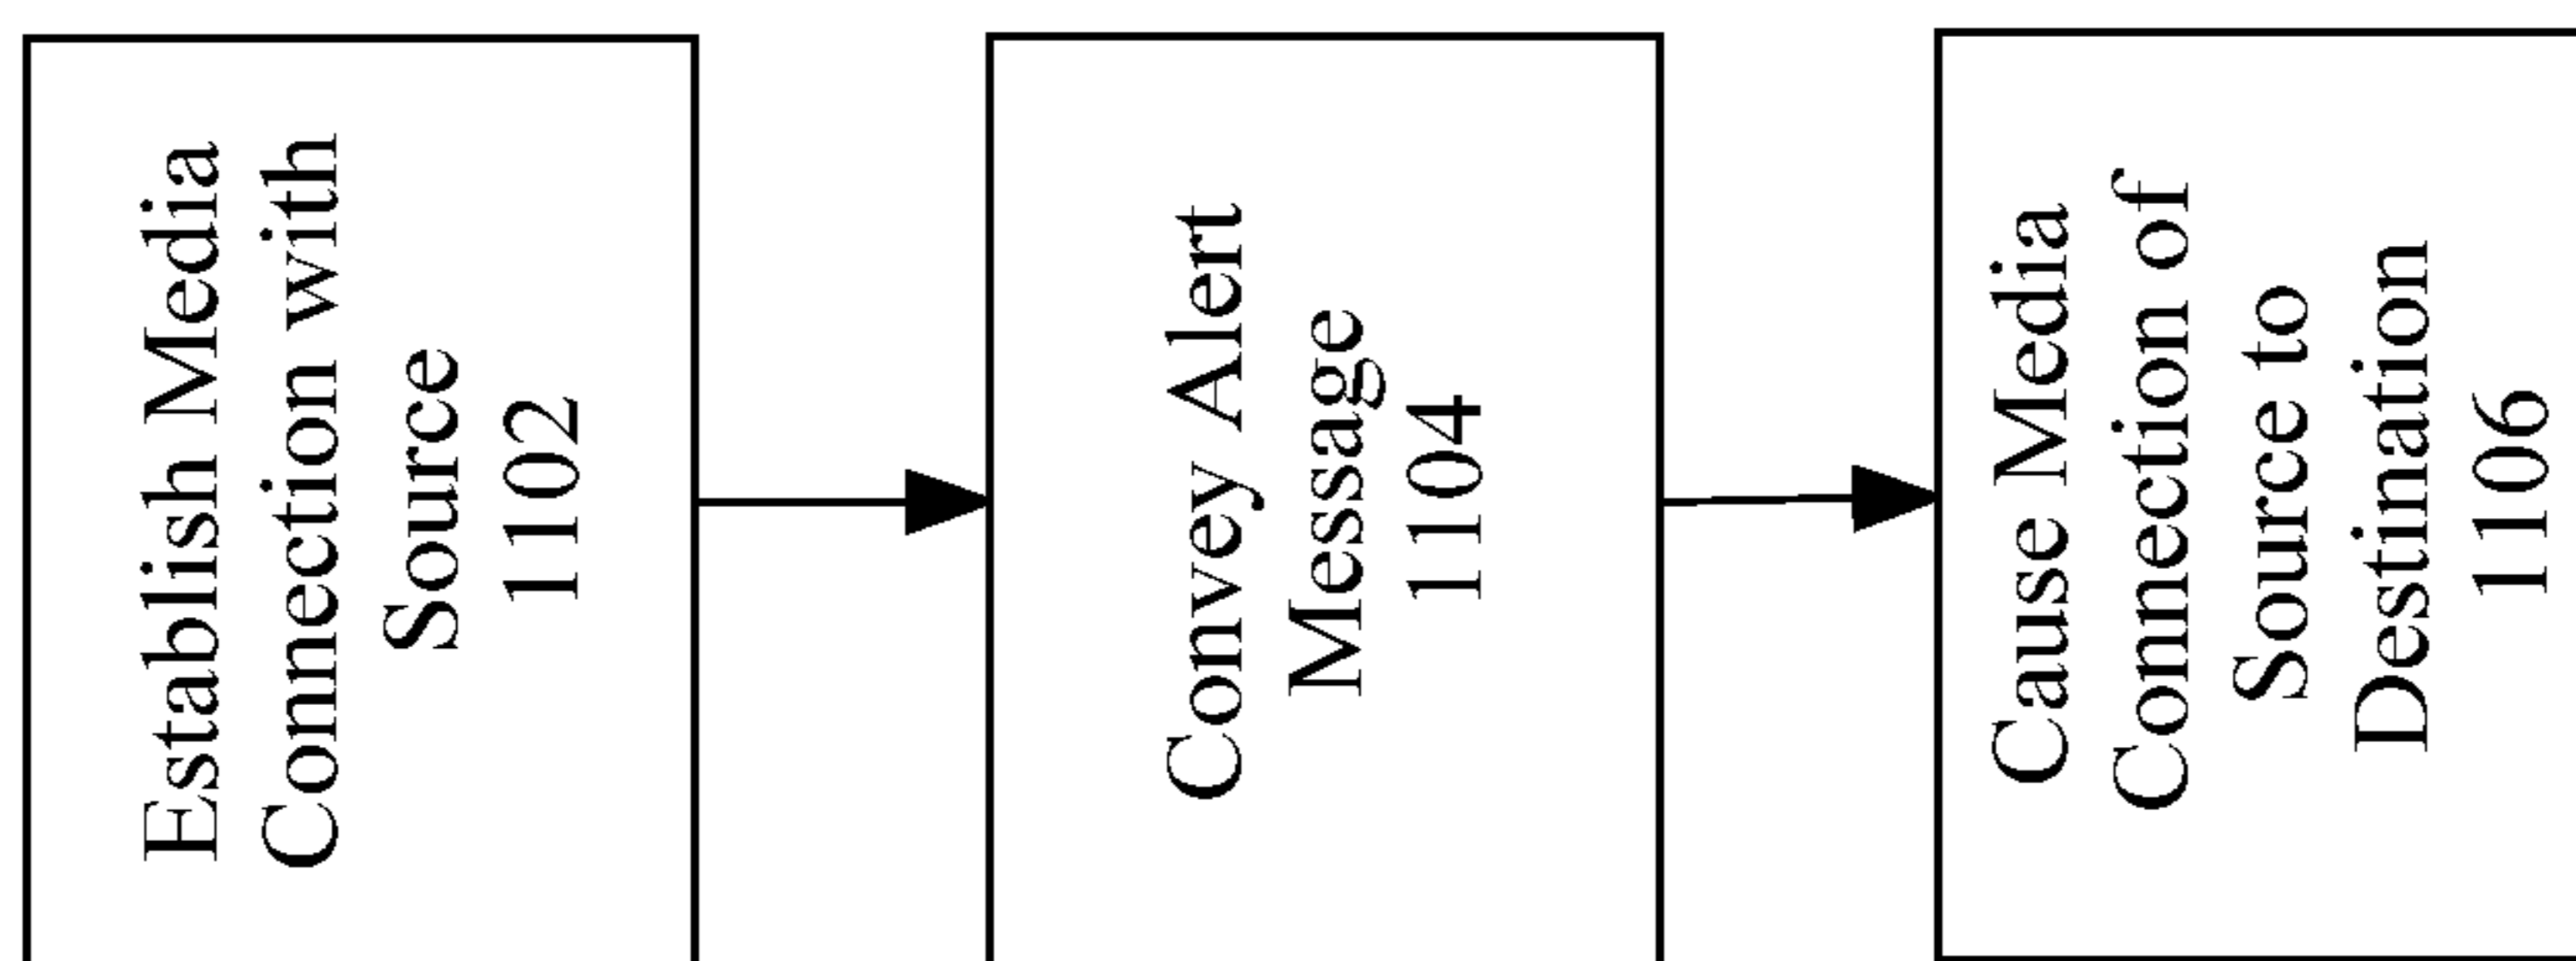 Establish Media
Connection with
Source
1102
Convey Alert
Message
1104
Cause Media
Connection of
Source to
Destination
1106